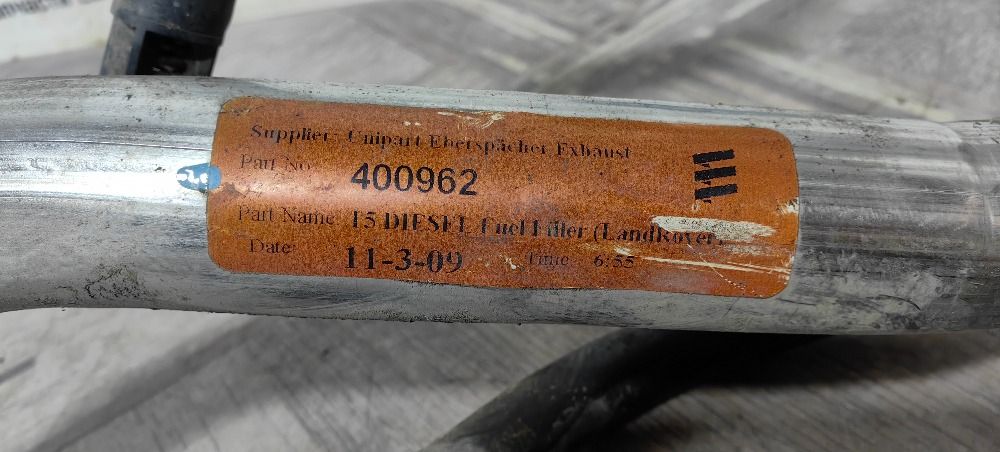 Supplier: Unipart Eberspächer Exhaust
Part No: 400962
Part Name T5 DIESEL Fuel Filler (LandRover)
Date: 11-3-09 Time 6:55